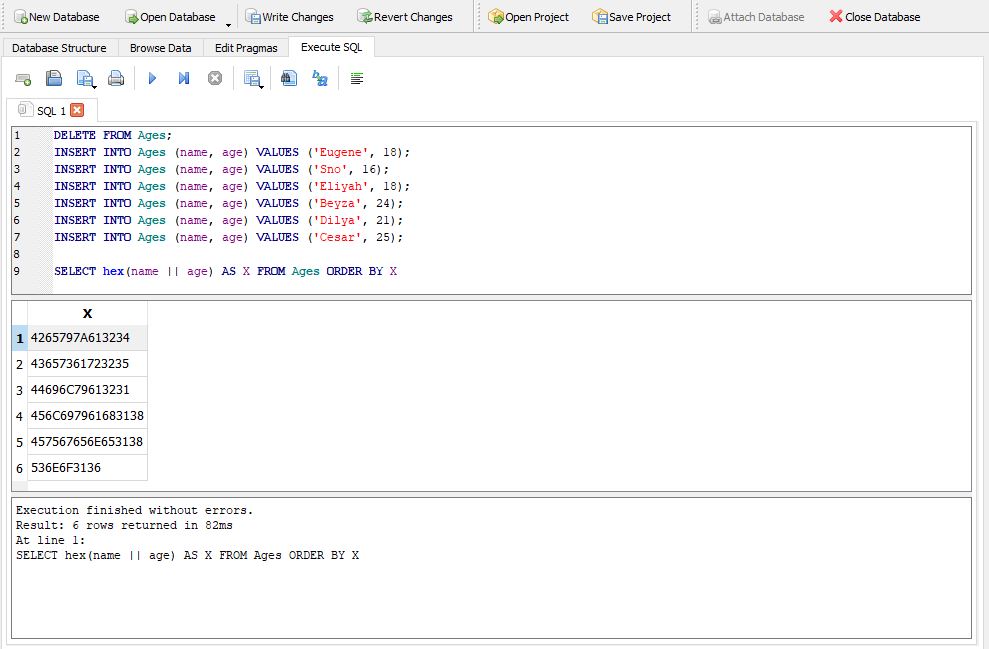 New Database Open Database Write Changes Revert Changes Open Project Save Project Attach Database Close Database
Database Structure Browse Data Edit Pragmas Execute SQL
SQL 1
1 DELETE FROM Ages;
2 INSERT INTO Ages (name, age) VALUES ('Eugene', 18);
3 INSERT INTO Ages (name, age) VALUES ('Sno', 16);
4 INSERT INTO Ages (name, age) VALUES ('Eliyah', 18);
5 INSERT INTO Ages (name, age) VALUES ('Beyza', 24);
6 INSERT INTO Ages (name, age) VALUES ('Dilya', 21);
7 INSERT INTO Ages (name, age) VALUES ('Cesar', 25);
8
9 SELECT hex(name || age) AS X FROM Ages ORDER BY X
X
1 4265797A613234
2 43657361723235
3 44696C79613231
4 456C697961683138
5 457567656E653138
6 536E6F3136
Execution finished without errors.
Result: 6 rows returned in 82ms
At line 1:
SELECT hex(name || age) AS X FROM Ages ORDER BY X